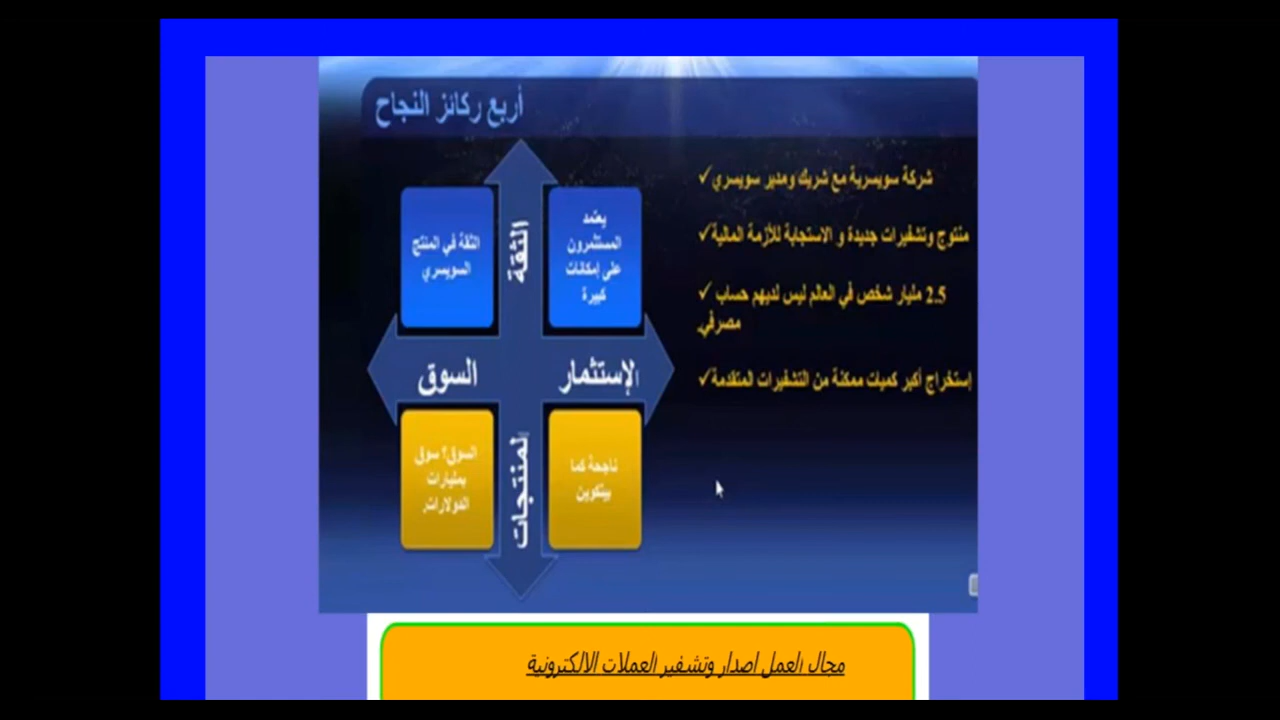 أربع ركائز النجاح
شركة سويسرية مع شريك ومدير سويسري
منتوج وتشفيرات جديدة و الاستجابة للأزمة المالية
2.5 مليار شخص في العالم ليس لديهم حساب
مصرفي.
إستخراج أكبر كميات ممكنة من التشفيرات المتقدمة
الثقة
يعتمد
المستثمرون
على إمكانات
كبيرة
الثقة في المنتج
السويسري
الإستثمار
السوق
المنتجات
ناجحة كما
بيتكوين
السوق؟ سوق
بمليارات
الدولارات.
مجال العمل اصدار وتشفير العملات الالكترونية